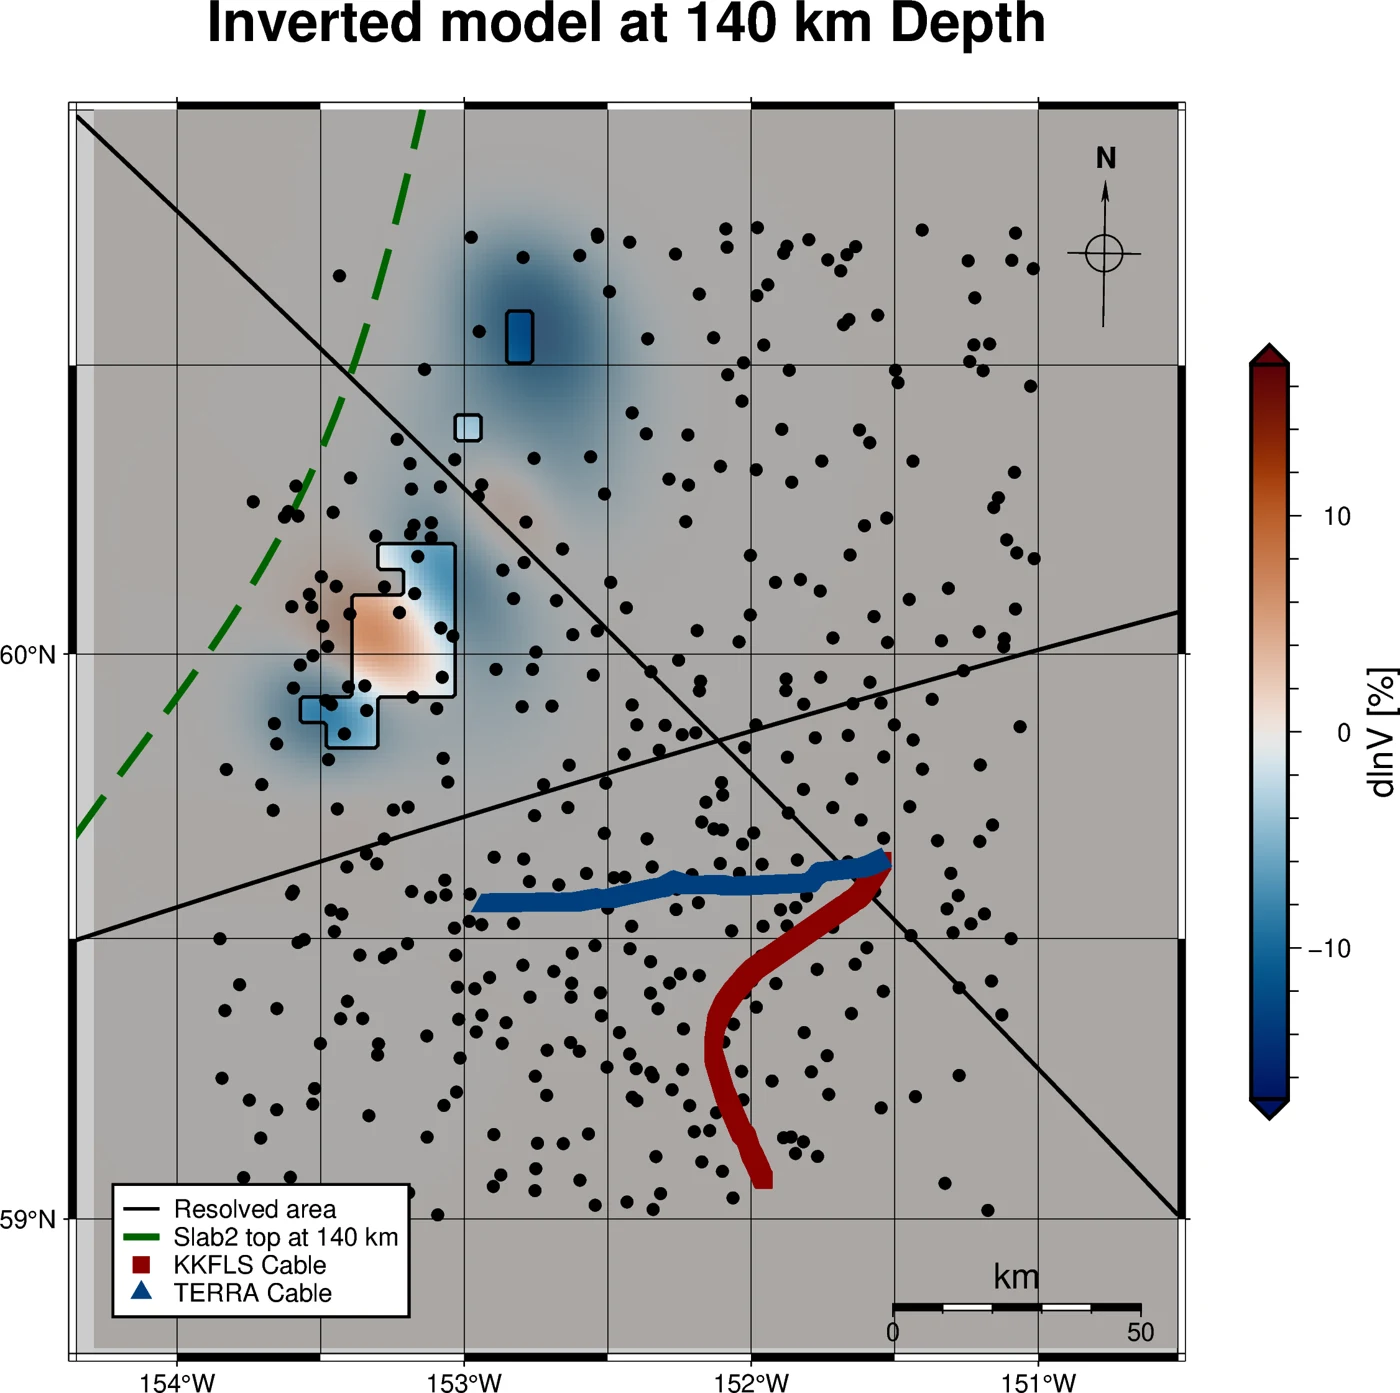 Inverted model at 140 km Depth
N
10
0
−10
dlnV [%]
60°N
59°N
Resolved area
Slab2 top at 140 km
KKFLS Cable
TERRA Cable
km
0 50
154°W 153°W 152°W 151°W